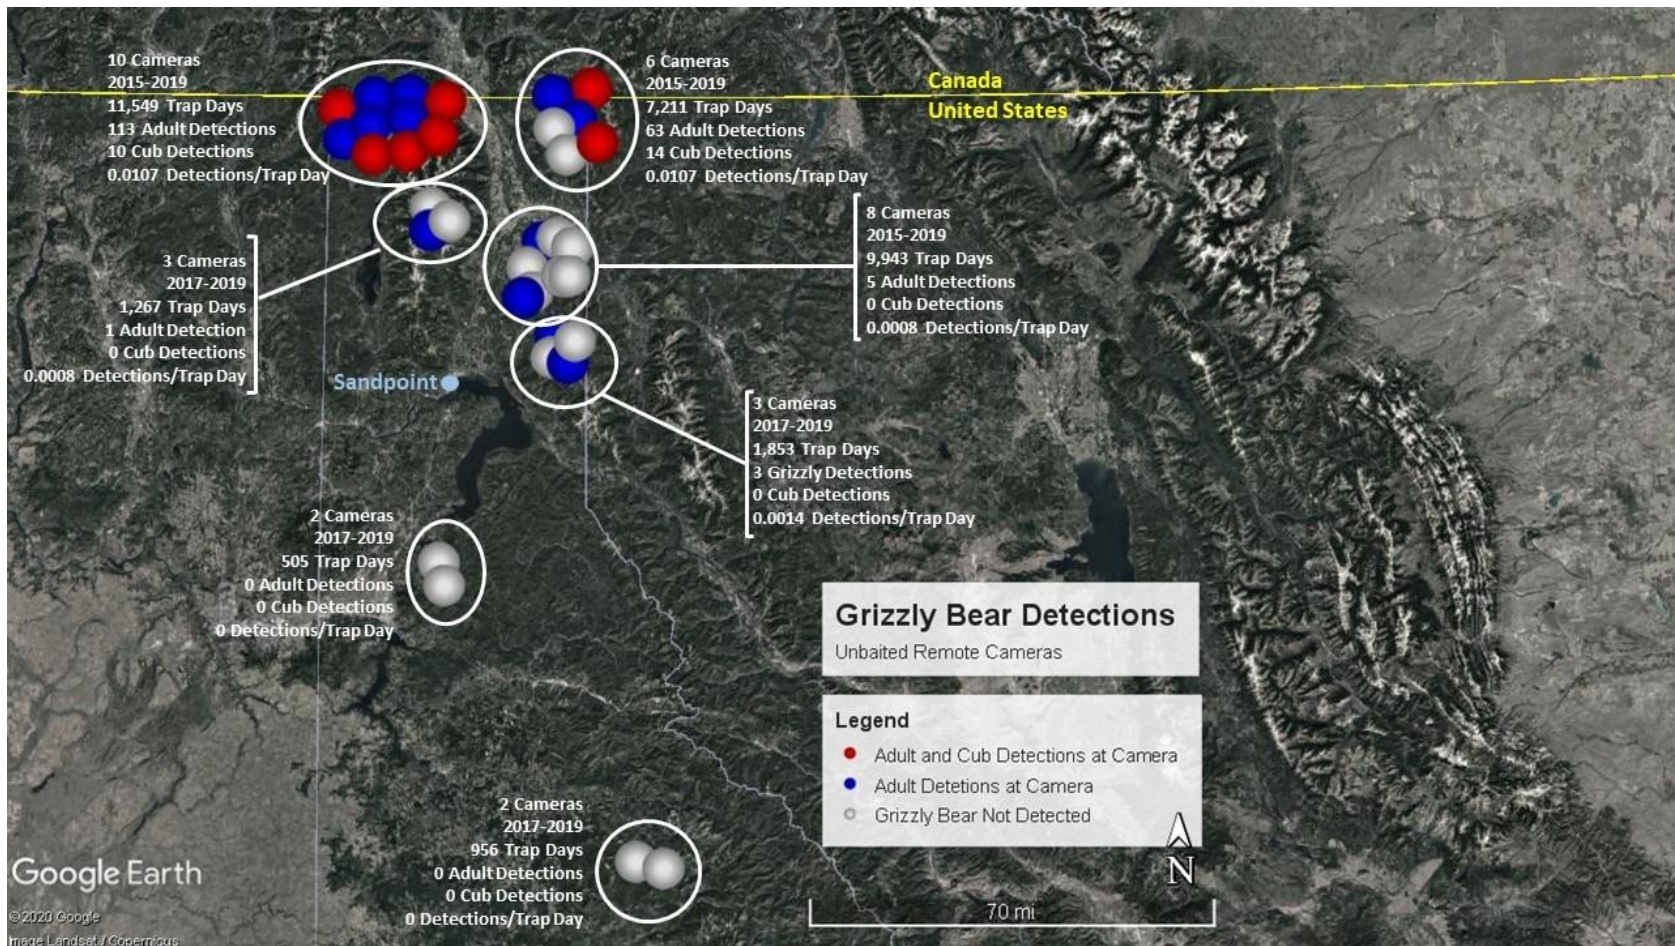 10 Cameras
2015-2019
11,549 Trap Days
113 Adult Detections
10 Cub Detections
0.0107 Detections/Trap Day
6 Cameras
2015-2019
7,211 Trap Days
63 Adult Detections
14 Cub Detections
0.0107 Detections/Trap Day
Canada
United States
8 Cameras
2015-2019
9,943 Trap Days
5 Adult Detections
0 Cub Detections
0.0008 Detections/Trap Day
3 Cameras
2017-2019
1,267 Trap Days
1 Adult Detection
0 Cub Detections
0.0008 Detections/Trap Day
Sandpoint
3 Cameras
2017-2019
1,853 Trap Days
3 Grizzly Detections
0 Cub Detections
0.0014 Detections/Trap Day
2 Cameras
2017-2019
505 Trap Days
0 Adult Detections
0 Cub Detections
0 Detections/Trap Day
Grizzly Bear Detections
Unbaited Remote Cameras
Legend
Adult and Cub Detections at Camera
Adult Detetions at Camera
Grizzly Bear Not Detected
N
2 Cameras
2017-2019
956 Trap Days
0 Adult Detections
0 Cub Detections
0 Detections/Trap Day
70 mi
Google Earth
©2020 Google
Image Landsat / Copernicus